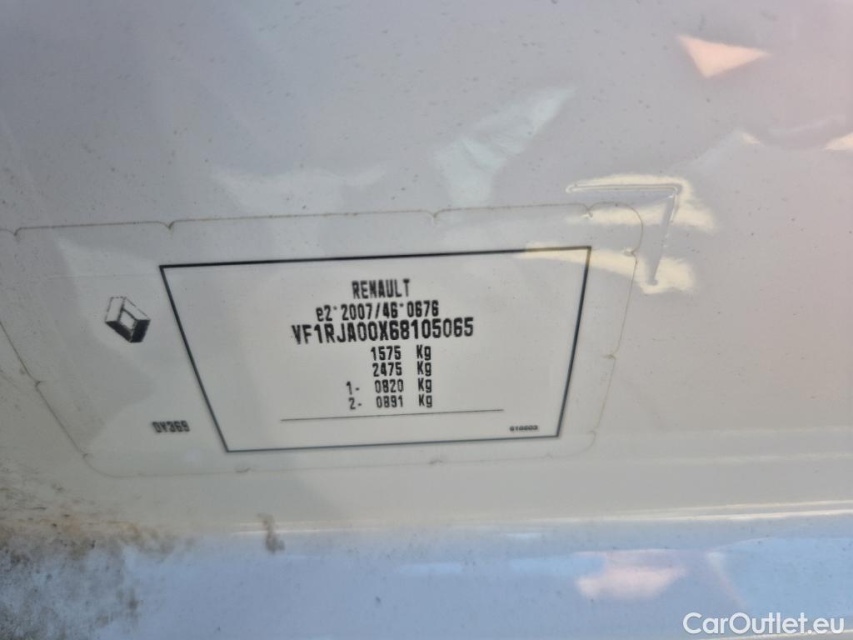 RENAULT
e2*2007/46*0676
VF1RJA00X68105065
1575 Kg
2475 Kg
1- 0820 Kg
2- 0891 Kg
CarOutlet.eu